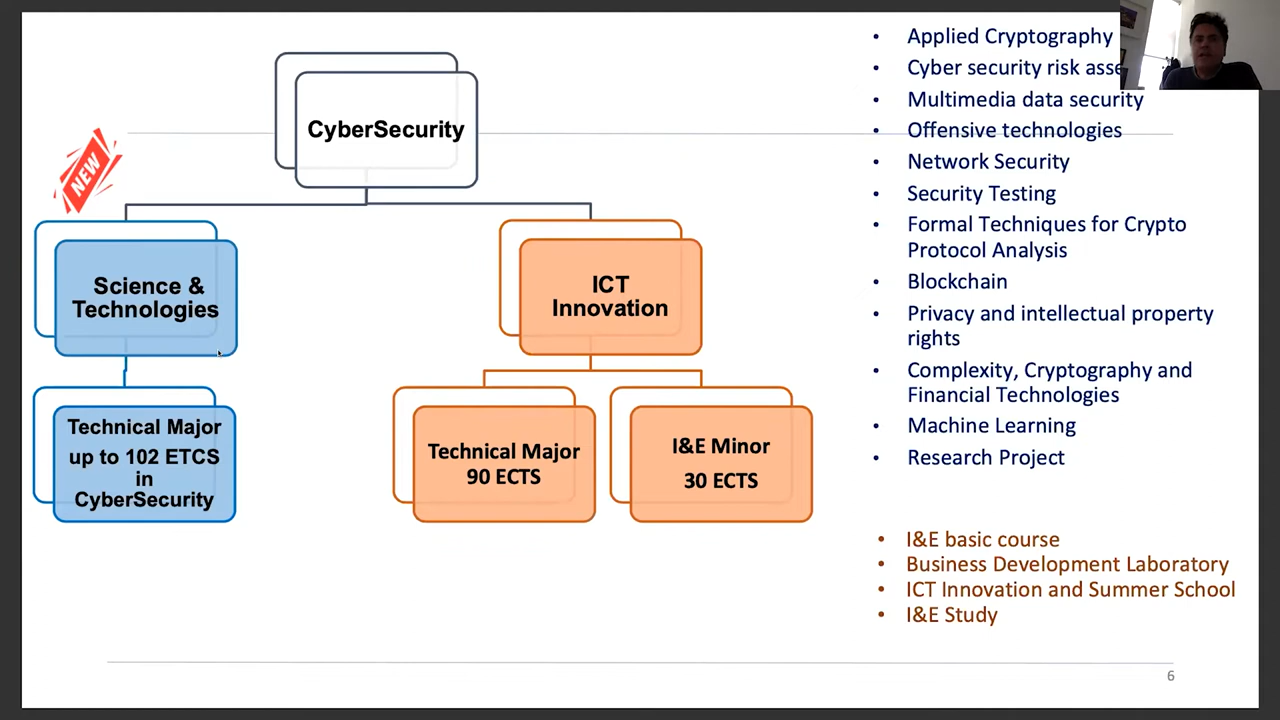 CyberSecurity
NEW
Science &
Technologies
ICT
Innovation
Technical Major
up to 102 ETCS
in
CyberSecurity
Technical Major
90 ECTS
I&E Minor
30 ECTS
• Applied Cryptography
• Cyber security risk
• Multimedia data security
• Offensive technologies
• Network Security
• Security Testing
• Formal Techniques for Crypto
Protocol Analysis
• Blockchain
• Privacy and intellectual property
rights
• Complexity, Cryptography and
Financial Technologies
• Machine Learning
• Research Project
• I&E basic course
• Business Development Laboratory
• ICT Innovation and Summer School
• I&E Study
6